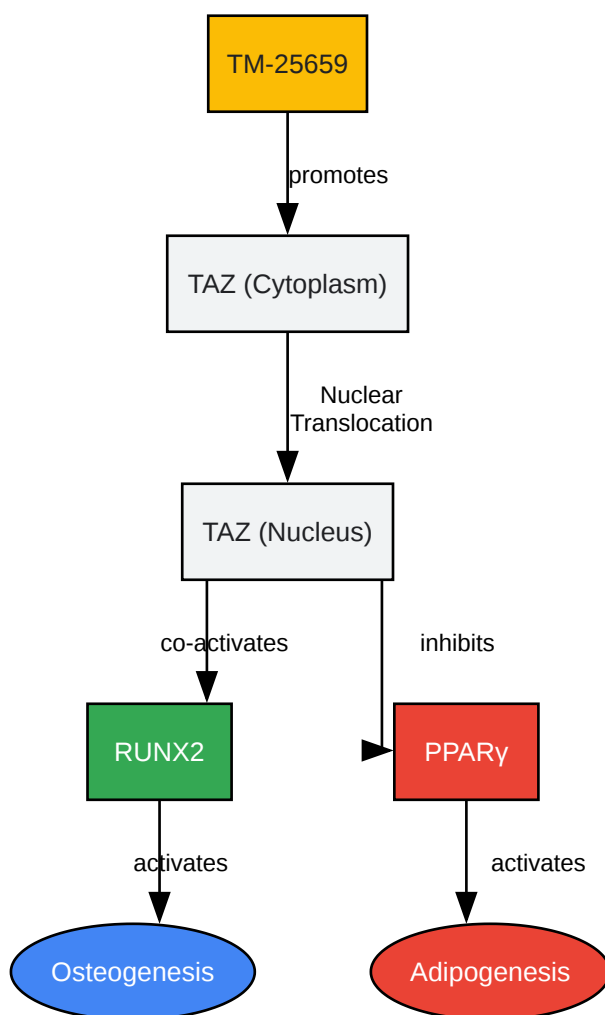 TM-25659
promotes
TAZ (Cytoplasm)
Nuclear
Translocation
TAZ (Nucleus)
co-activates
inhibits
RUNX2
PPARγ
activates
activates
Osteogenesis
Adipogenesis